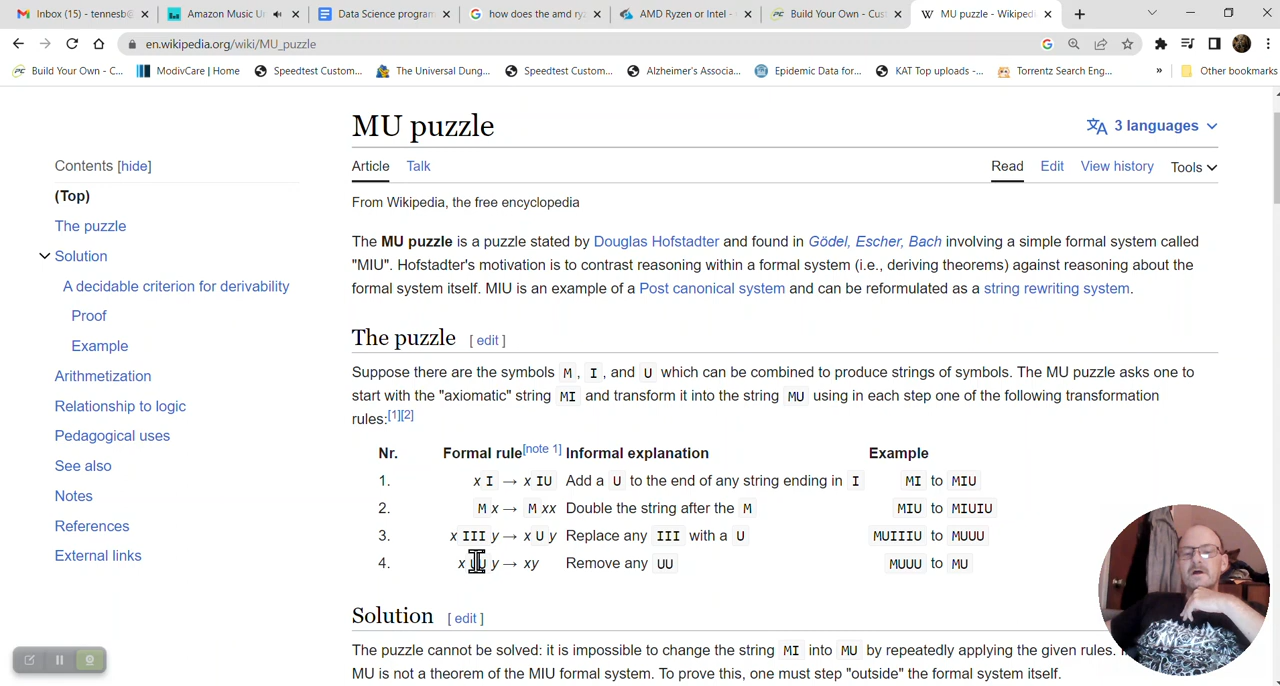 Inbox (15) - tennesb@
Amazon Music U
Data Science program
how does the amd ryz
AMD Ryzen or Intel -
Build Your Own - Cust
MU puzzle - Wikipedi
en.wikipedia.org/wiki/MU_puzzle
Build Your Own - C...
ModivCare | Home
Speedtest Custom...
The Universal Dung...
Speedtest Custom...
Alzheimer's Associa...
Epidemic Data for...
KAT Top uploads -...
Torrentz Search Eng...
»
Other bookmarks
MU puzzle
3 languages
Contents [hide]
(Top)
The puzzle
Solution
A decidable criterion for derivability
Proof
Example
Arithmetization
Relationship to logic
Pedagogical uses
See also
Notes
References
External links
Article Talk
Read Edit View history Tools
From Wikipedia, the free encyclopedia
The MU puzzle is a puzzle stated by Douglas Hofstadter and found in Gödel, Escher, Bach involving a simple formal system called
"MIU". Hofstadter's motivation is to contrast reasoning within a formal system (i.e., deriving theorems) against reasoning about the
formal system itself. MIU is an example of a Post canonical system and can be reformulated as a string rewriting system.
The puzzle [ edit ]
Suppose there are the symbols M , I , and U which can be combined to produce strings of symbols. The MU puzzle asks one to
start with the "axiomatic" string MI and transform it into the string MU using in each step one of the following transformation
rules:[1][2]
Nr. Formal rule[note 1] Informal explanation Example
1. x I → x IU Add a U to the end of any string ending in I MI to MIU
2. M x → M xx Double the string after the M MIU to MIUIU
3. x III y → x U y Replace any III with a U MUIIIU to MUUU
4. x UU y → xy Remove any UU MUUU to MU
Solution [ edit ]
The puzzle cannot be solved: it is impossible to change the string MI into MU by repeatedly applying the given rules.
MU is not a theorem of the MIU formal system. To prove this, one must step "outside" the formal system itself.